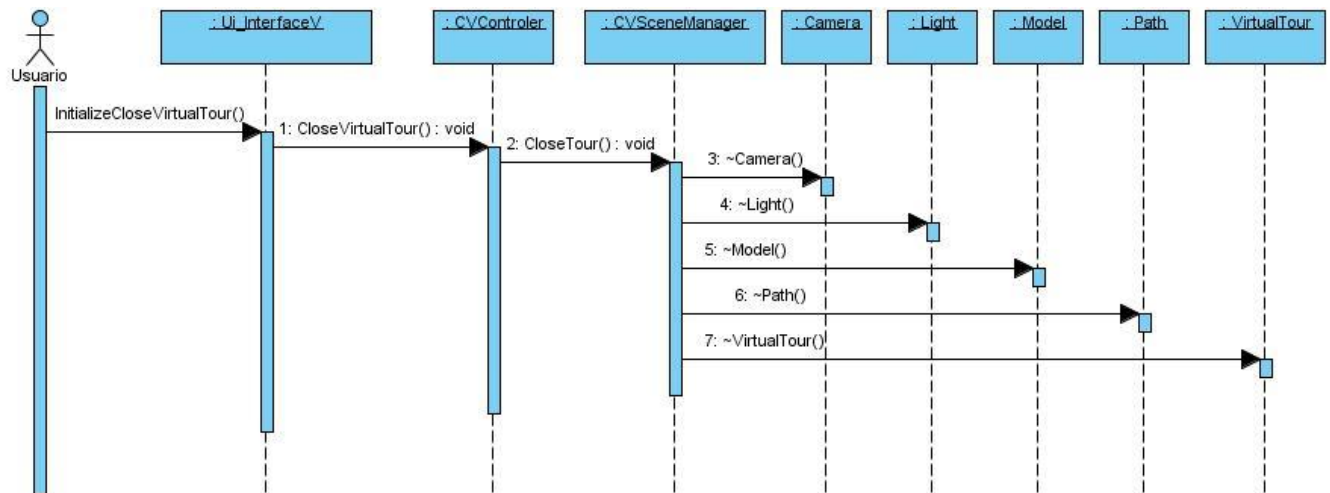 : Ui_InterfaceV
: CVControler
: CVSceneManager
: Camera
: Light
: Model
: Path
: VirtualTour
Usuario
InitializeCloseVirtualTour()
1: CloseVirtualTour() : void
2: CloseTour() : void
3: ~Camera()
4: ~Light()
5: ~Model()
6: ~Path()
7: ~VirtualTour()